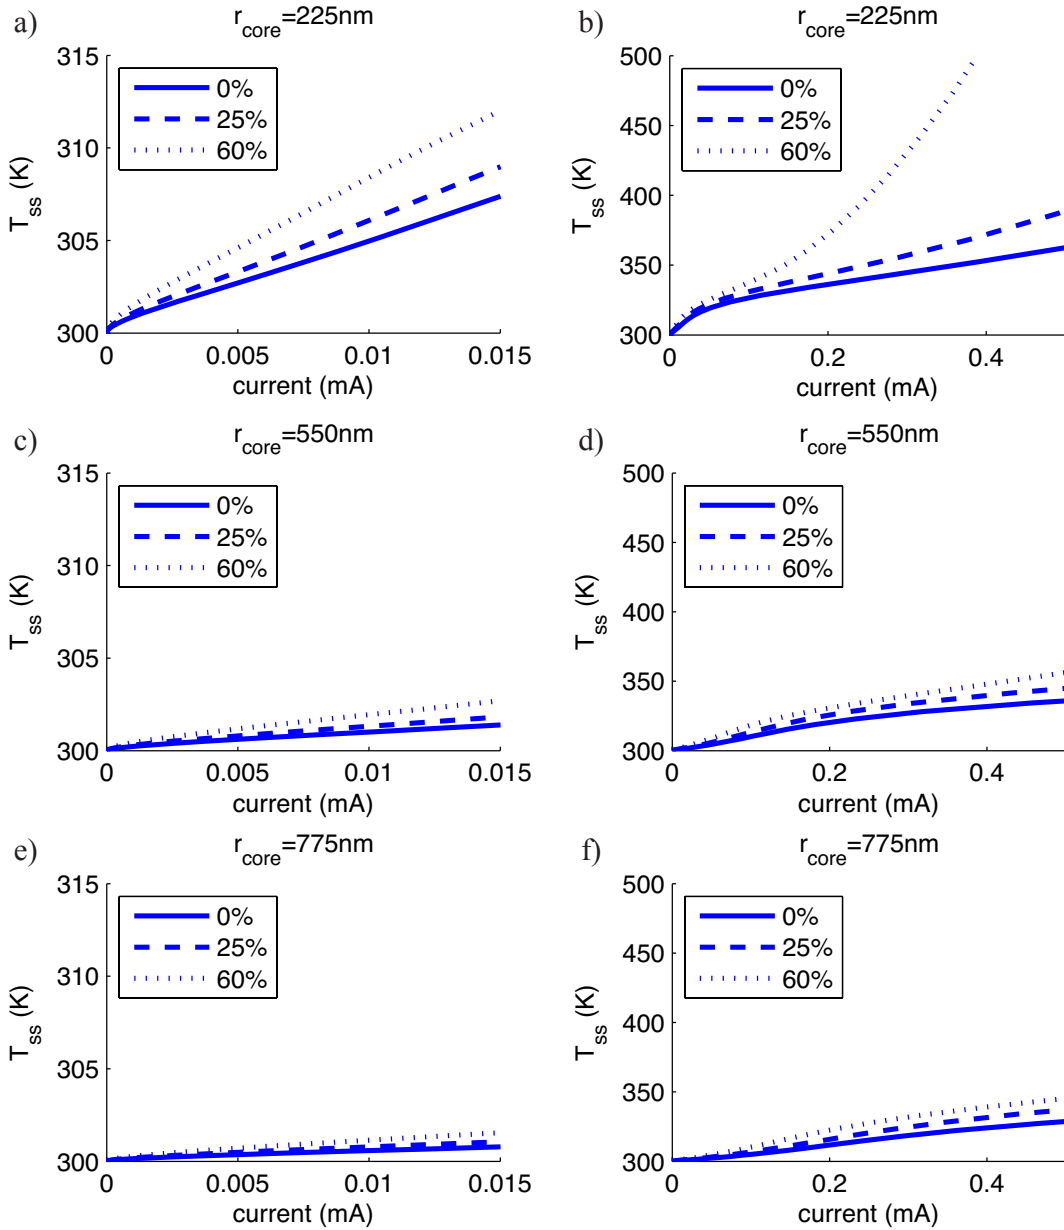 a)
r_core=225nm
315
310
305
300
T_ss (K)
0%
25%
60%
0 0.005 0.01 0.015
current (mA)
b)
r_core=225nm
500
450
400
350
300
T_ss (K)
0%
25%
60%
0 0.2 0.4
current (mA)
c)
r_core=550nm
315
310
305
300
T_ss (K)
0%
25%
60%
0 0.005 0.01 0.015
current (mA)
d)
r_core=550nm
500
450
400
350
300
T_ss (K)
0%
25%
60%
0 0.2 0.4
current (mA)
e)
r_core=775nm
315
310
305
300
T_ss (K)
0%
25%
60%
0 0.005 0.01 0.015
current (mA)
f)
r_core=775nm
500
450
400
350
300
T_ss (K)
0%
25%
60%
0 0.2 0.4
current (mA)